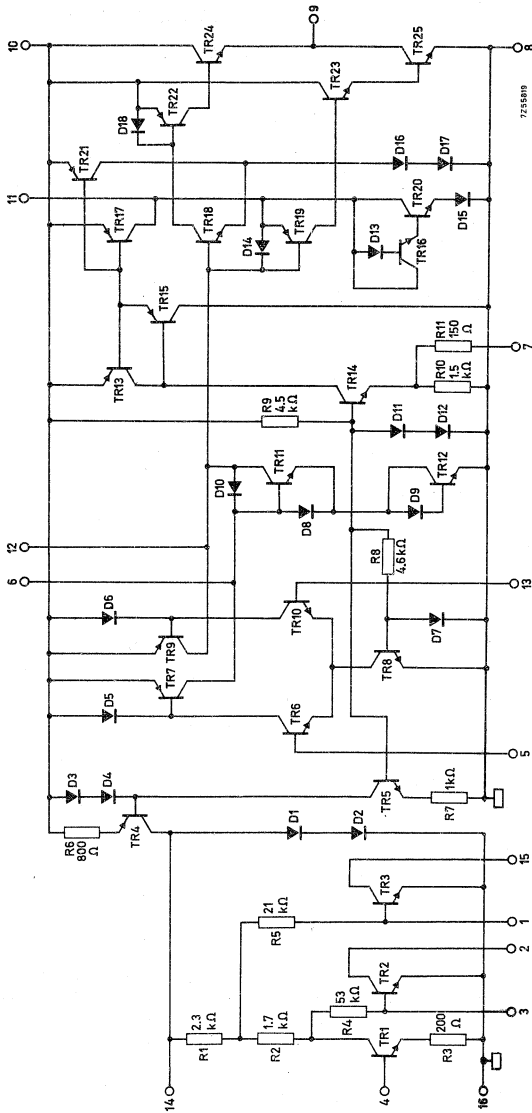 10
9
8
11
TR24
TR25
TR23
D18
TR22
TR21
TR17
TR18
D14
TR19
D16
D17
D13
TR16
TR20
D15
7Z55819
TR13
TR15
R9
4.5
kΩ
TR14
D11
D12
R11
150
Ω
R10
1.5
kΩ
7
12
6
D10
TR11
D8
D9
TR12
R8
4.6kΩ
13
D6
D5
TR9
TR7
TR10
TR6
TR8
D7
5
D3
D4
R6
800
Ω
TR4
TR5
R7
1kΩ
D1
D2
15
14
R1
2.3
kΩ
R2
1.7
kΩ
R5
21
kΩ
R4
53
kΩ
TR3
TR2
TR1
R3
200
Ω
1
2
3
4
16